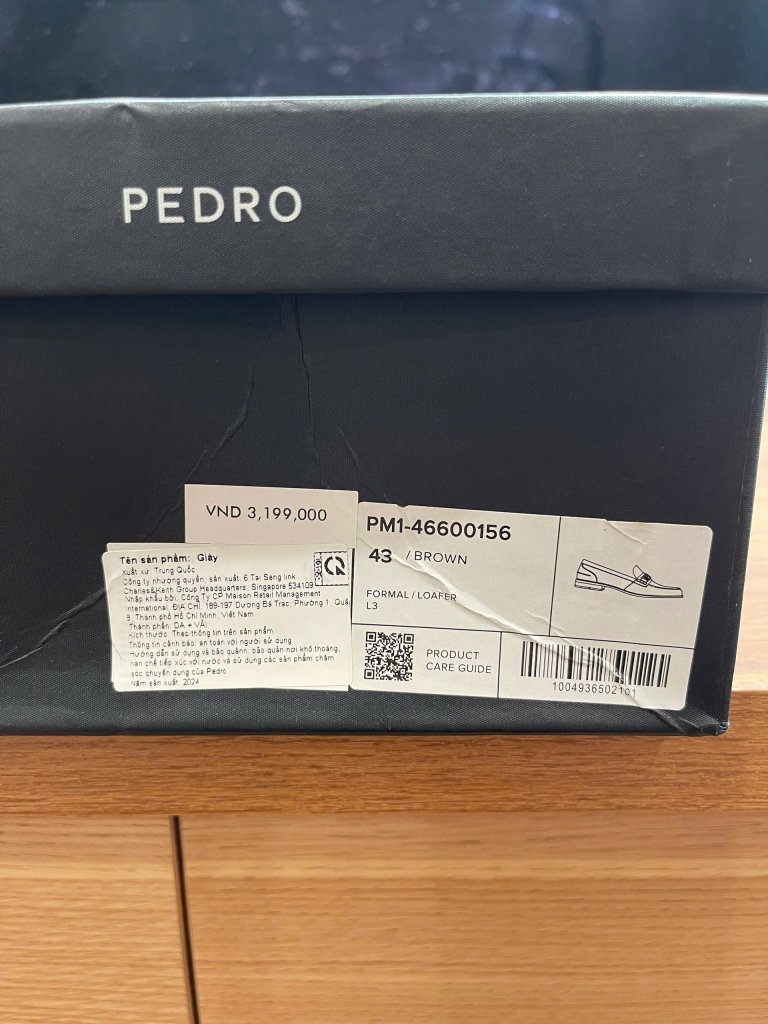 PEDRO
VND 3,199,000
PM1-46600156
43 / BROWN
FORMAL / LOAFER
L3
PRODUCT
CARE GUIDE
1004936502101
Tên sản phẩm: Giày
Xuất xứ: Trung Quốc
Công ty nhượng quyền, sản xuất: 6 Tai Seng link
Charles&Keith Group Headquarters, Singapore 534109
Nhập khẩu bởi: Công Ty CP Maison Retail Management
International. ĐỊA CHỈ: 189-197 Dương Bá Trạc, Phường 1, Quận
8, Thành phố Hồ Chí Minh, Việt Nam
Thành phần: DA + VẢI
Kích thước: Theo thông tin trên sản phẩm
Thông tin cảnh báo: an toàn với người sử dụng
Hướng dẫn sử dụng và bảo quản: bảo quản nơi khô thoáng,
hạn chế tiếp xúc với nước và sử dụng các sản phẩm chăm
sóc chuyên dụng của Pedro
Năm sản xuất: 2024